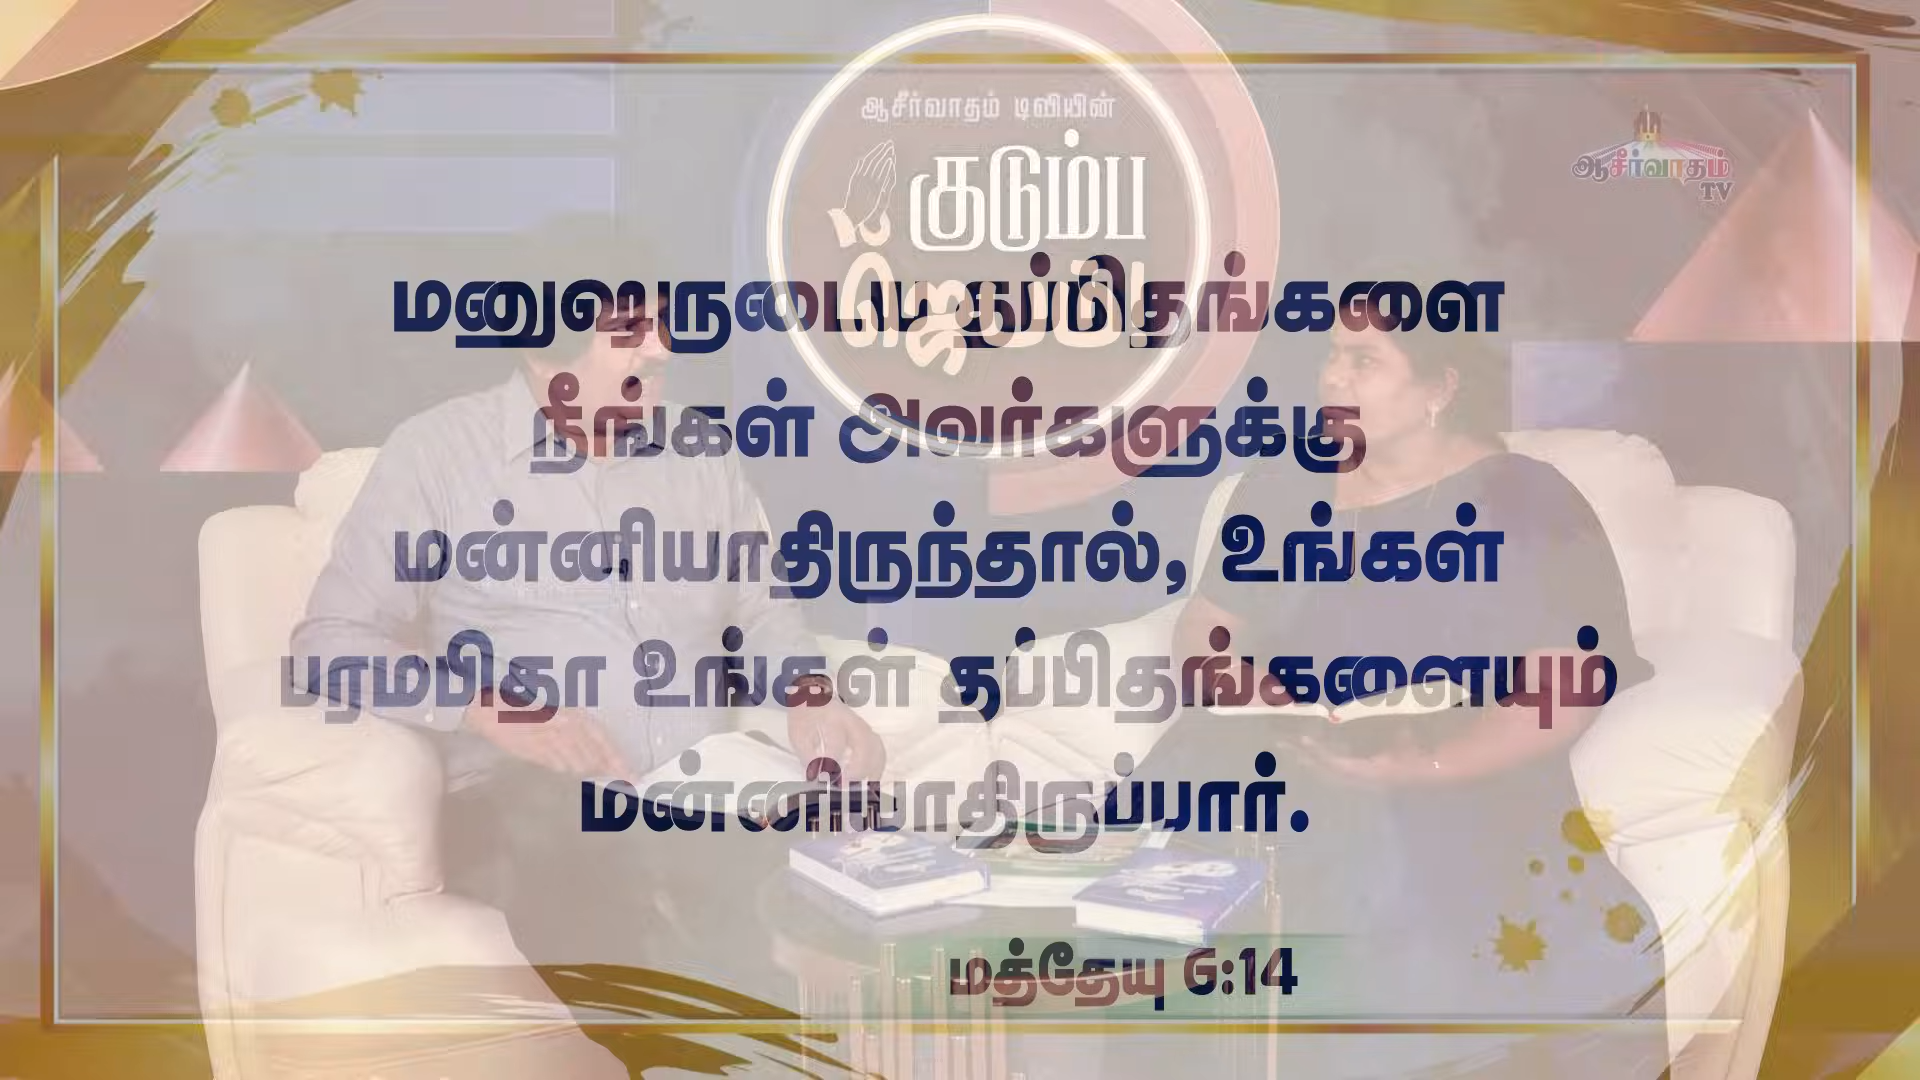 ஆசீர்வாதம் டிவியின்
குடும்ப
ஜெபம்
ஆசீர்வாதம்
TV
மனுஷருடைய தப்பிதங்களை
நீங்கள் அவர்களுக்கு
மன்னியாதிருந்தால், உங்கள்
பரமபிதா உங்கள் தப்பிதங்களையும்
மன்னியாதிருப்பார்.
மத்தேயு 6:14